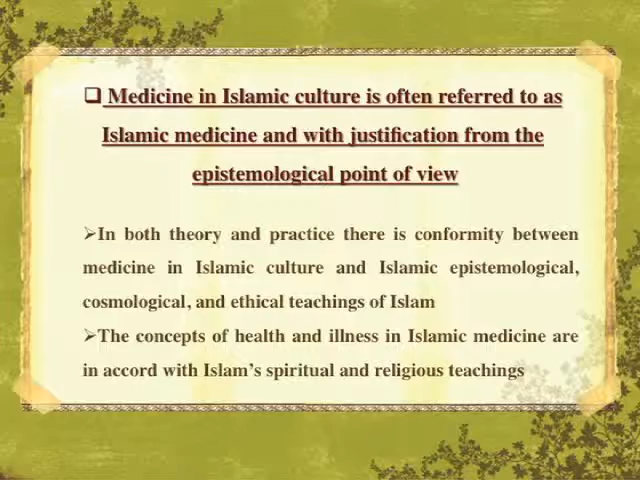 ❑ Medicine in Islamic culture is often referred to as
Islamic medicine and with justification from the
epistemological point of view
➢In both theory and practice there is conformity between
medicine in Islamic culture and Islamic epistemological,
cosmological, and ethical teachings of Islam
➢The concepts of health and illness in Islamic medicine are
in accord with Islam’s spiritual and religious teachings